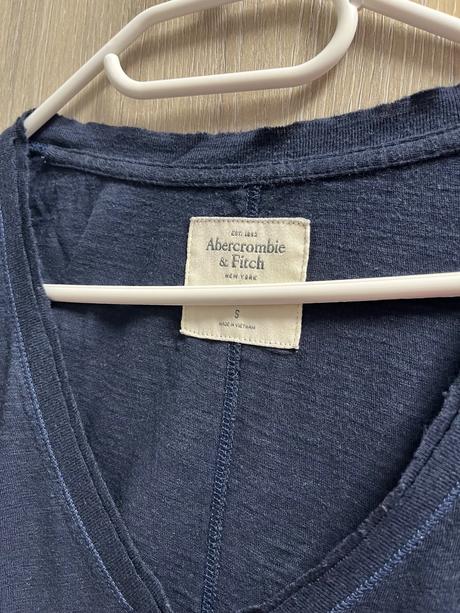 EST. 1892
Abercrombie
& Fitch
NEW YORK
S
MADE IN VIETNAM